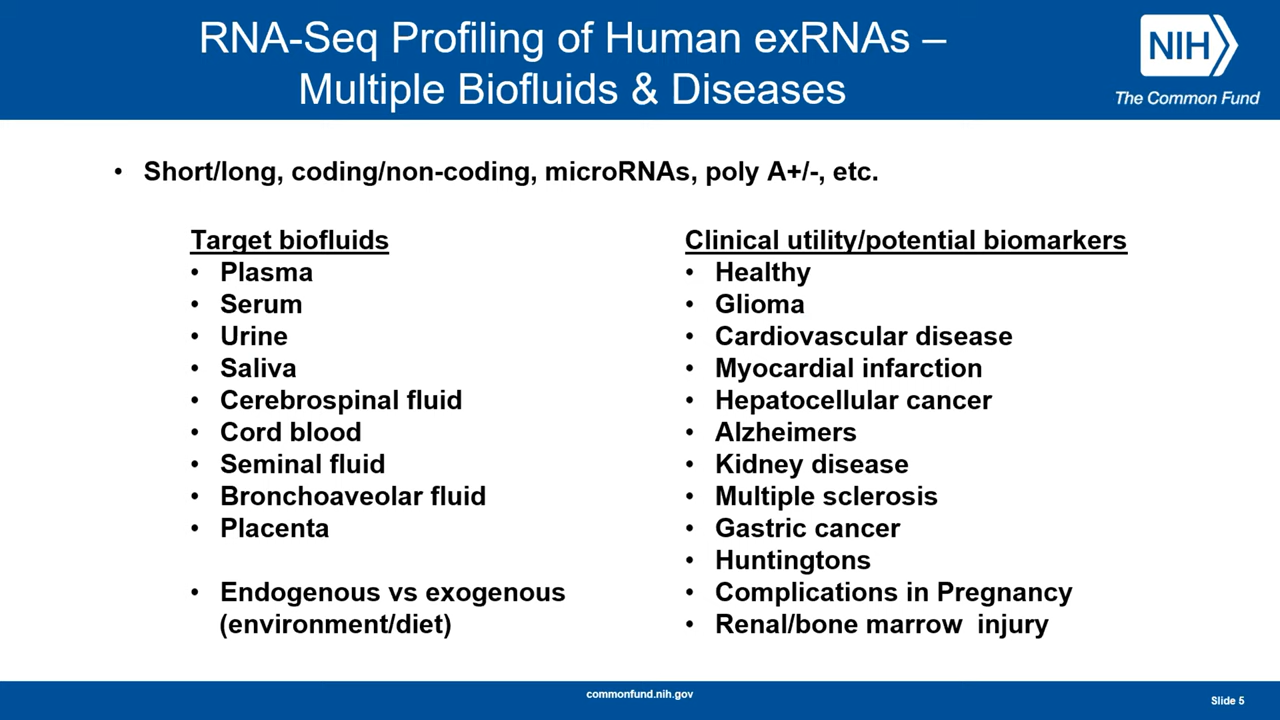 RNA-Seq Profiling of Human exRNAs –
Multiple Biofluids & Diseases
NIH
The Common Fund
• Short/long, coding/non-coding, microRNAs, poly A+/-, etc.
Target biofluids
• Plasma
• Serum
• Urine
• Saliva
• Cerebrospinal fluid
• Cord blood
• Seminal fluid
• Bronchoaveolar fluid
• Placenta
• Endogenous vs exogenous
(environment/diet)
Clinical utility/potential biomarkers
• Healthy
• Glioma
• Cardiovascular disease
• Myocardial infarction
• Hepatocellular cancer
• Alzheimers
• Kidney disease
• Multiple sclerosis
• Gastric cancer
• Huntingtons
• Complications in Pregnancy
• Renal/bone marrow  injury
commonfund.nih.gov
Slide 5